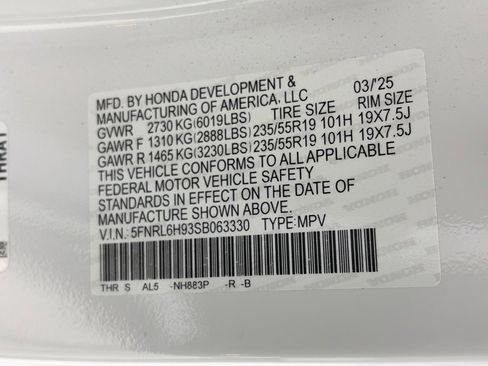 MFD. BY HONDA DEVELOPMENT & 03/'25
MANUFACTURING OF AMERICA, LLC
GVWR 2730 KG(6019LBS) TIRE SIZE RIM SIZE
GAWR F 1310 KG(2888LBS) 235/55R19 101H 19X7.5J
GAWR R 1465 KG(3230LBS) 235/55R19 101H 19X7.5J
THIS VEHICLE CONFORMS TO ALL APPLICABLE
FEDERAL MOTOR VEHICLE SAFETY
STANDARDS IN EFFECT ON THE DATE OF
MANUFACTURE SHOWN ABOVE.
V.I.N.: 5FNRL6H93SB063330 TYPE: MPV
THR S AL5 -NH883P -R -B
THRA1